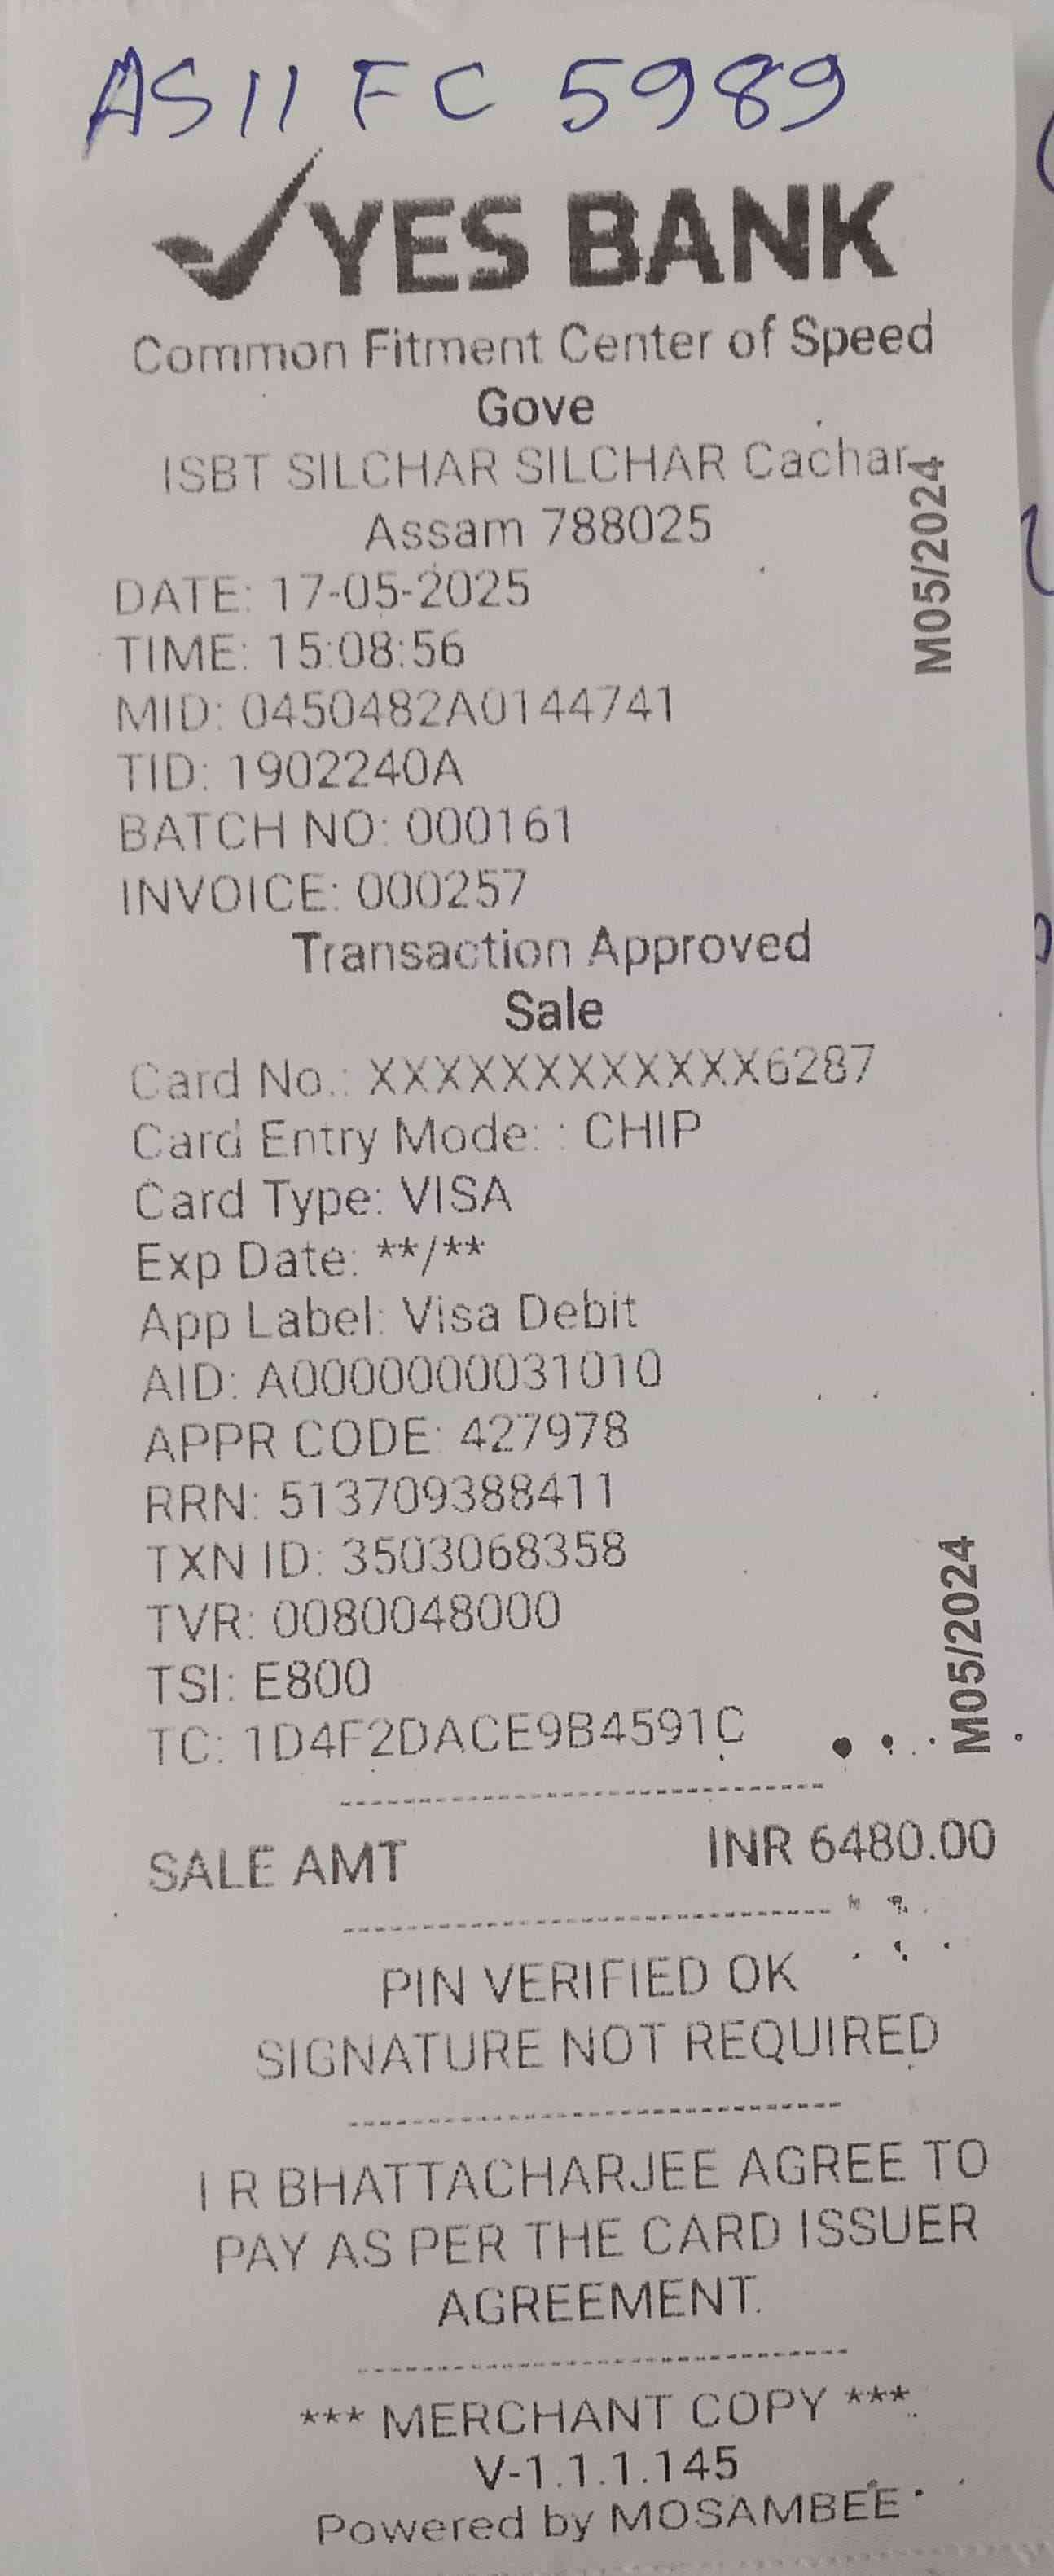 AS11 FC 5989
YES BANK
Common Fitment Center of Speed
Gove
ISBT SILCHAR SILCHAR Cachar
Assam 788025
M05/2024
DATE: 17-05-2025
TIME: 15:08:56
MID: 0450482A0144741
TID: 1902240A
BATCH NO: 000161
INVOICE: 000257
Transaction Approved
Sale
Card No.: XXXXXXXXXXXX6287
Card Entry Mode: : CHIP
Card Type: VISA
Exp Date: **/**
App Label: Visa Debit
AID: A0000000031010
APPR CODE: 427978
RRN: 513709388411
TXN ID: 3503068358
TVR: 0080048000
TSI: E800
TC: 1D4F2DACE9B4591C
M05/2024
SALE AMT INR 6480.00
PIN VERIFIED OK
SIGNATURE NOT REQUIRED
I R BHATTACHARJEE AGREE TO
PAY AS PER THE CARD ISSUER
AGREEMENT.
*** MERCHANT COPY ***
V-1.1.1.145
Powered by MOSAMBEE